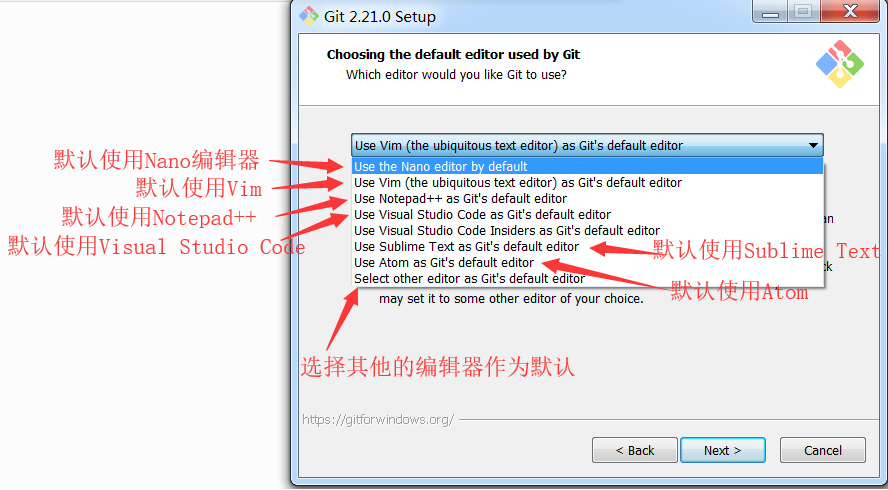 Git 2.21.0 Setup
Choosing the default editor used by Git
Which editor would you like Git to use?
Use Vim (the ubiquitous text editor) as Git's default editor
默认使用Nano编辑器
Use the Nano editor by default
默认使用Vim
Use Vim (the ubiquitous text editor) as Git's default editor
默认使用Notepad++
Use Notepad++ as Git's default editor
默认使用Visual Studio Code
Use Visual Studio Code as Git's default editor
Use Visual Studio Code Insiders as Git's default editor
Use Sublime Text as Git's default editor
默认使用Sublime Text
Use Atom as Git's default editor
默认使用Atom
Select other editor as Git's default editor
may set it to some other editor of your choice.
选择其他的编辑器作为默认
https://gitforwindows.org/
< Back
Next >
Cancel